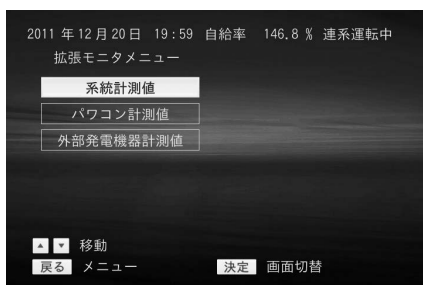 2011 年 12 月 20 日 19:59 自給率 146.8 % 連系運転中
拡張モニタメニュー
系統計測値
パワコン計測値
外部発電機器計測値
▲ ▼ 移動
戻る メニュー 決定 画面切替